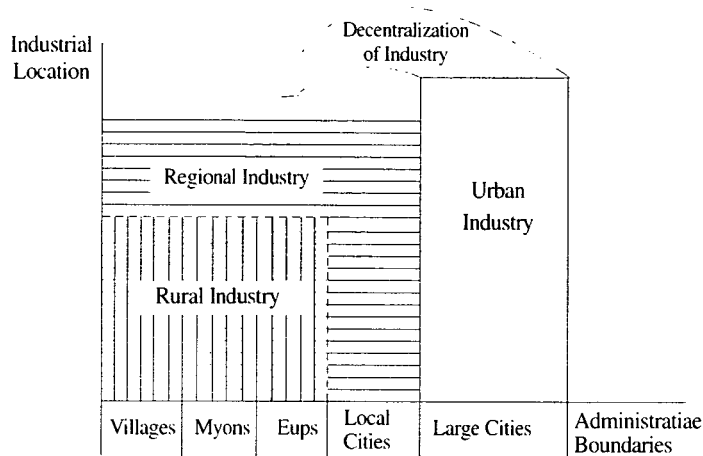 Decentralization
of Industry
Industrial
Location
Regional Industry
Urban
Industry
Rural Industry
Villages
Myons
Eups
Local
Cities
Large Cities
Administratiae
Boundaries